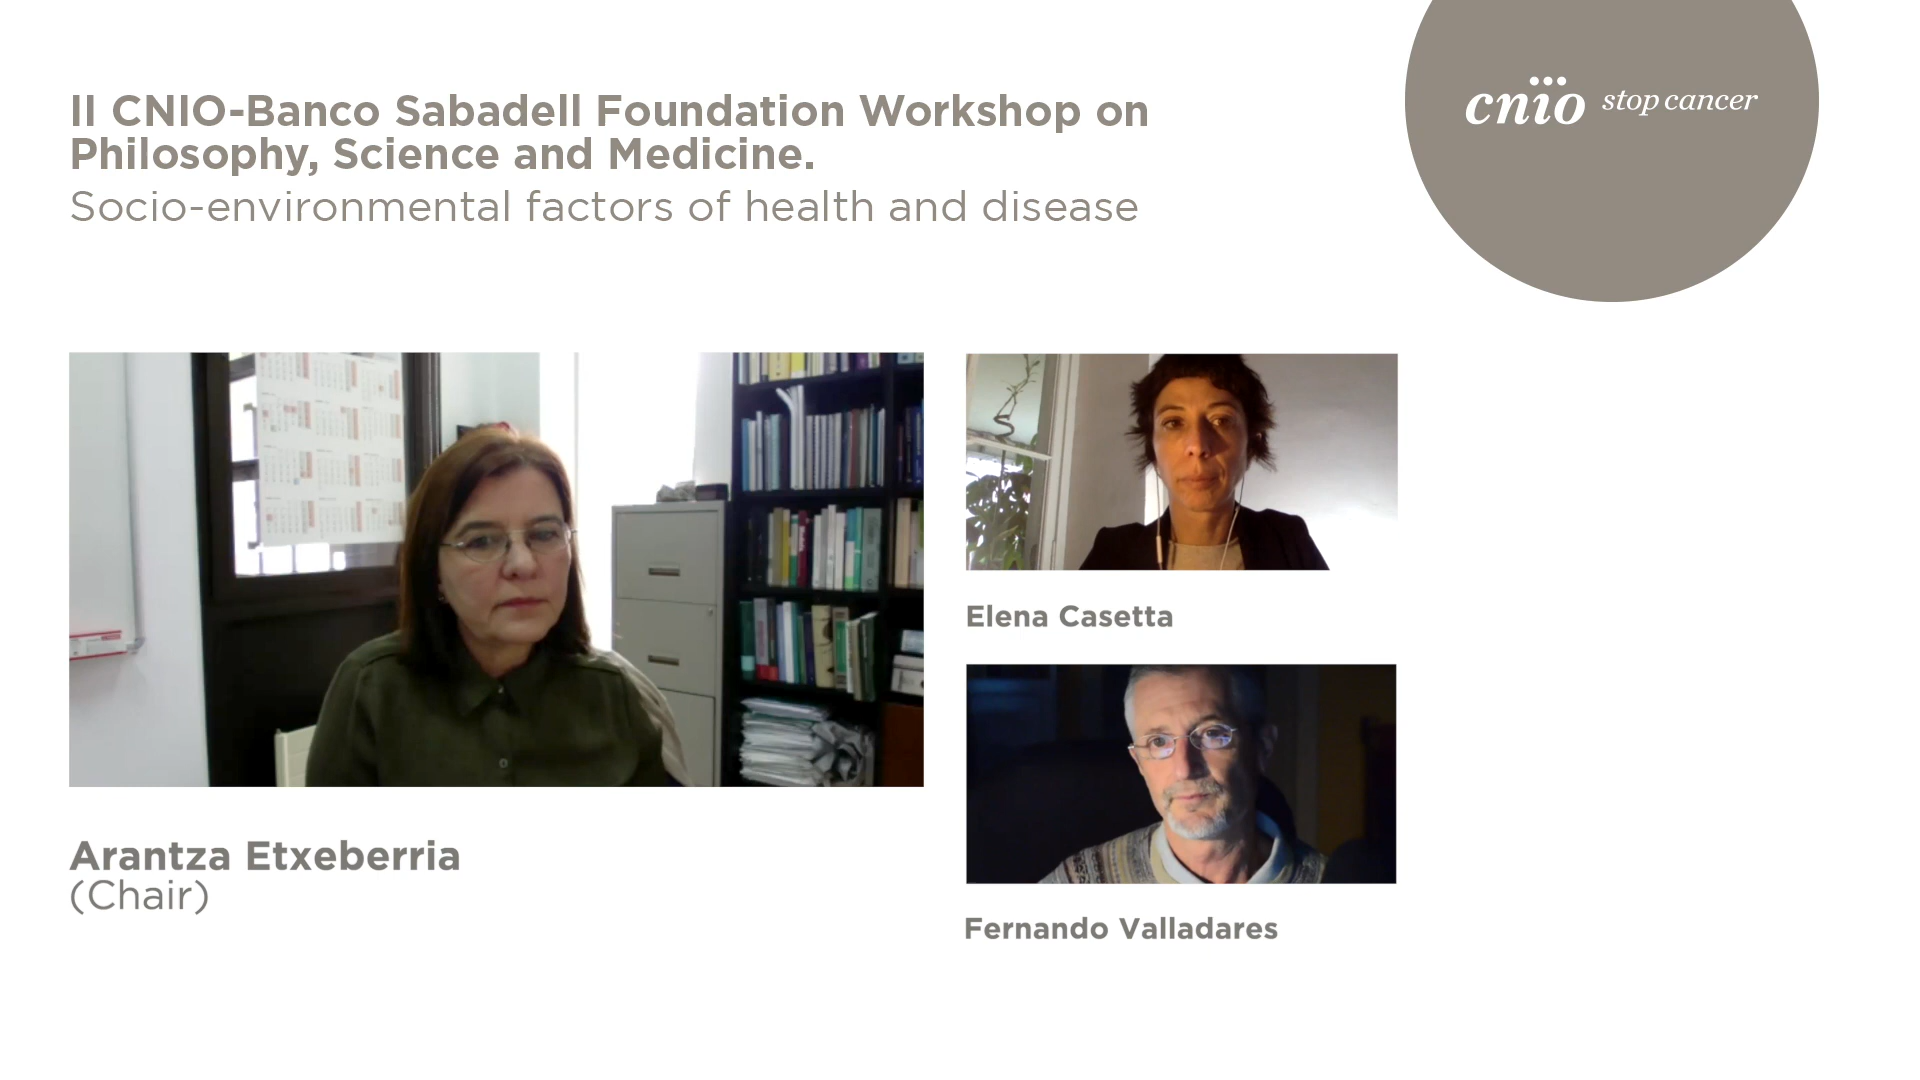 II CNIO-Banco Sabadell Foundation Workshop on
Philosophy, Science and Medicine.
Socio-environmental factors of health and disease
cnio stop cancer
Arantza Etxeberria
(Chair)
Elena Casetta
Fernando Valladares